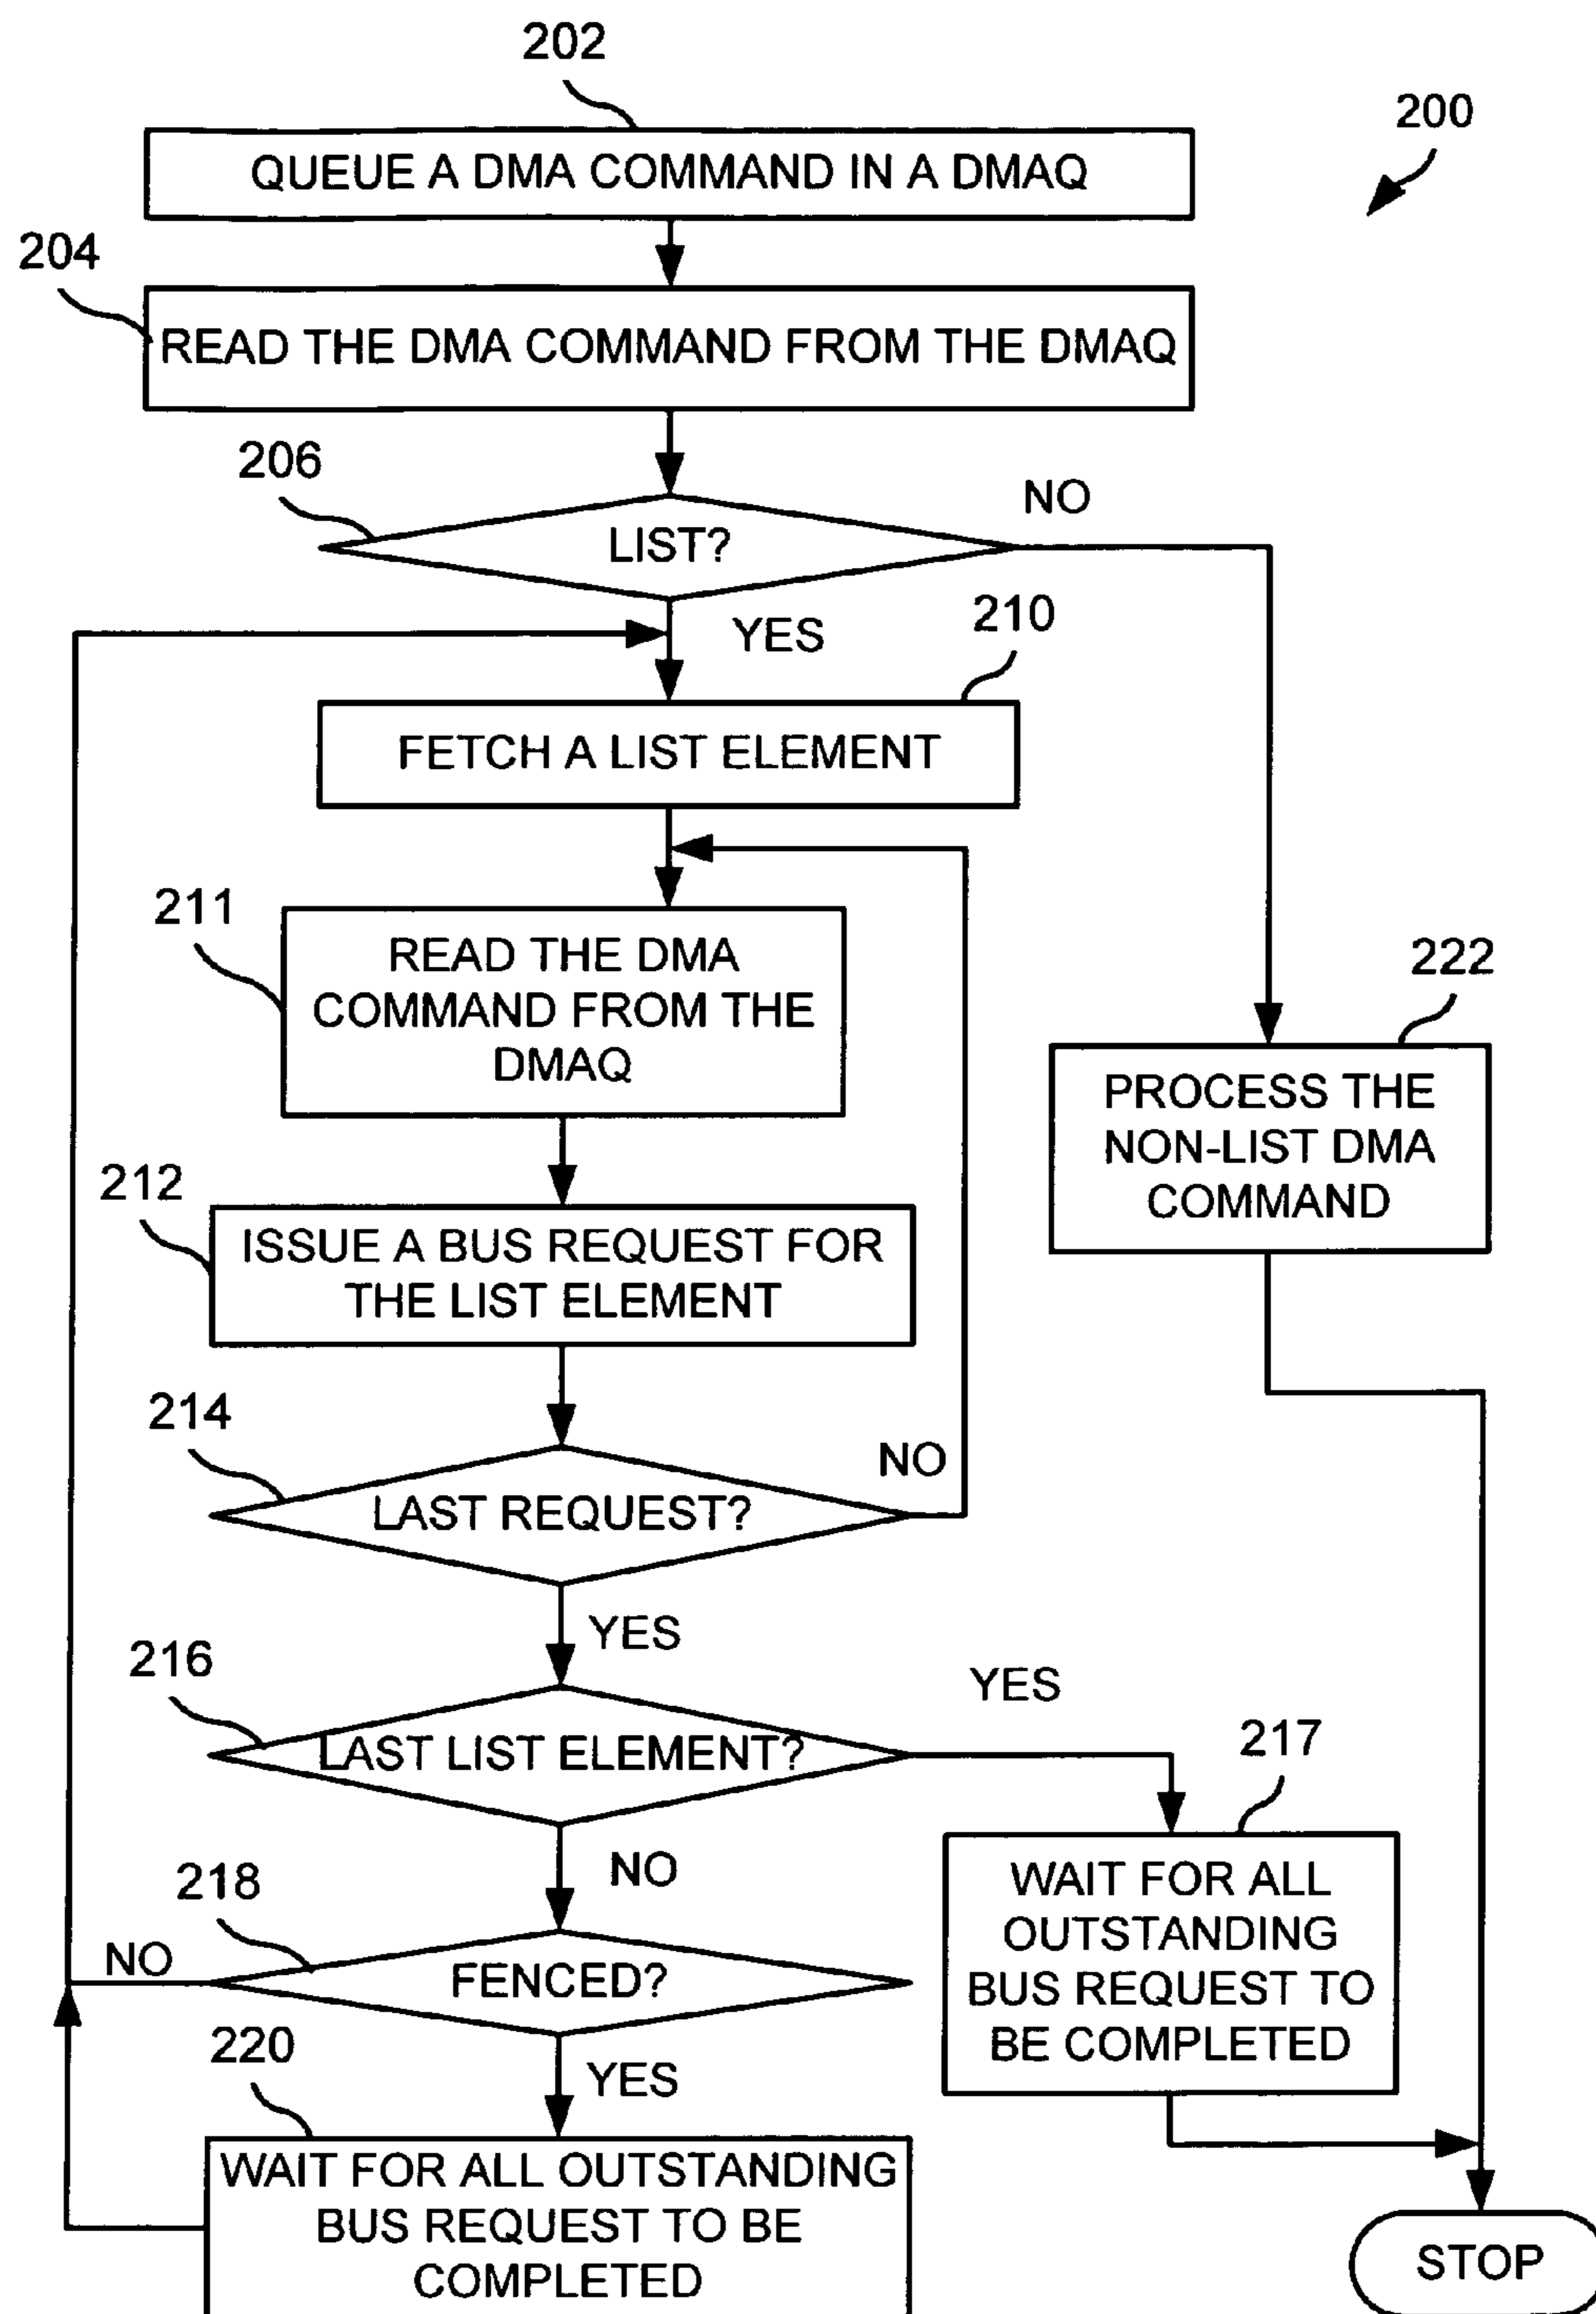 202
200
QUEUE A DMA COMMAND IN A DMAQ
204
READ THE DMA COMMAND FROM THE DMAQ
206
NO
LIST?
YES
210
FETCH A LIST ELEMENT
211
READ THE DMA
COMMAND FROM THE
DMAQ
222
PROCESS THE
NON-LIST DMA
COMMAND
212
ISSUE A BUS REQUEST FOR
THE LIST ELEMENT
214
NO
LAST REQUEST?
YES
216
YES
LAST LIST ELEMENT?
217
WAIT FOR ALL
OUTSTANDING
BUS REQUEST TO
BE COMPLETED
NO
218
NO
FENCED?
220
YES
WAIT FOR ALL OUTSTANDING
BUS REQUEST TO BE
COMPLETED
STOP